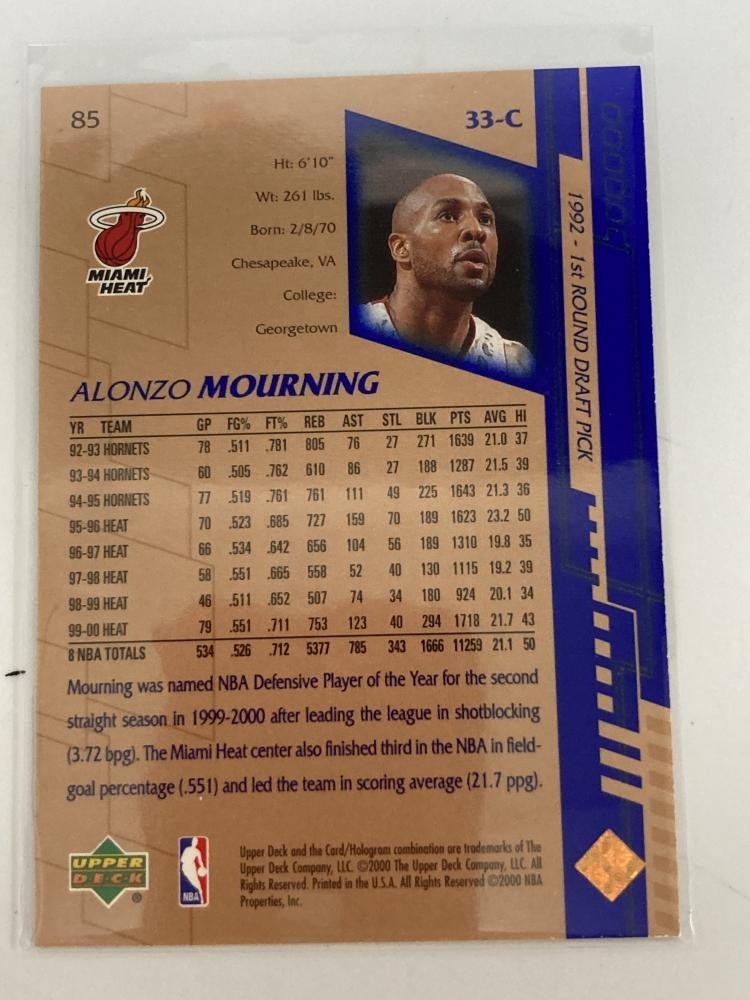 85
33-C
Ht: 6'10"
Wt: 261 lbs.
Born: 2/8/70
Chesapeake, VA
College:
Georgetown
MIAMI
HEAT
1992 - 1st ROUND DRAFT PICK
ALONZO MOURNING
YR TEAM GP FG% FT% REB AST STL BLK PTS AVG HI
92-93 HORNETS 78 .511 .781 805 76 27 271 1639 21.0 37
93-94 HORNETS 60 .505 .762 610 86 27 188 1287 21.5 39
94-95 HORNETS 77 .519 .761 761 111 49 225 1643 21.3 36
95-96 HEAT 70 .523 .685 727 159 70 189 1623 23.2 50
96-97 HEAT 66 .534 .642 656 104 56 189 1310 19.8 35
97-98 HEAT 58 .551 .665 558 52 40 130 1115 19.2 39
98-99 HEAT 46 .511 .652 507 74 34 180 924 20.1 34
99-00 HEAT 79 .551 .711 753 123 40 294 1718 21.7 43
8 NBA TOTALS 534 .526 .712 5377 785 343 1666 11259 21.1 50
Mourning was named NBA Defensive Player of the Year for the second
straight season in 1999-2000 after leading the league in shotblocking
(3.72 bpg). The Miami Heat center also finished third in the NBA in field-
goal percentage (.551) and led the team in scoring average (21.7 ppg).
UPPER
DECK
®
NBA
Upper Deck and the Card/Hologram combination are trademarks of The
Upper Deck Company, LLC. ©2000 The Upper Deck Company, LLC. All
Rights Reserved. Printed in the U.S.A. All Rights Reserved ©2000 NBA
Properties, Inc.